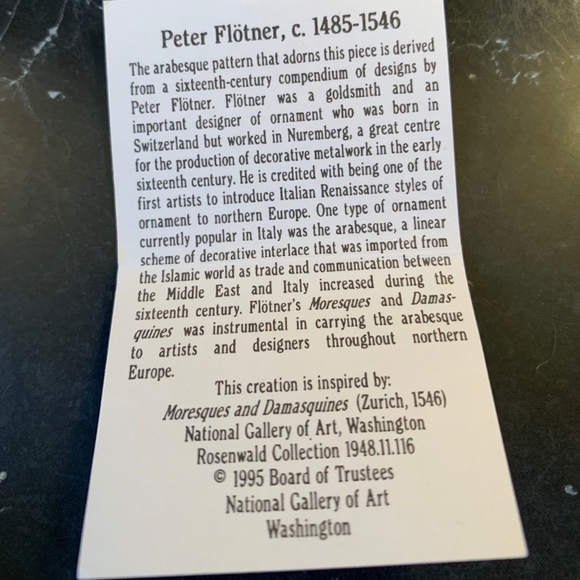 Peter Flötner, c. 1485-1546
The arabesque pattern that adorns this piece is derived
from a sixteenth-century compendium of designs by
Peter Flötner. Flötner was a goldsmith and an
important designer of ornament who was born in
Switzerland but worked in Nuremberg, a great centre
for the production of decorative metalwork in the early
sixteenth century. He is credited with being one of the
first artists to introduce Italian Renaissance styles of
ornament to northern Europe. One type of ornament
currently popular in Italy was the arabesque, a linear
scheme of decorative interlace that was imported from
the Islamic world as trade and communication between
the Middle East and Italy increased during the
sixteenth century. Flötner's Moresques and Damas-
quines was instrumental in carrying the arabesque
to artists and designers throughout northern
Europe.
This creation is inspired by:
Moresques and Damasquines (Zurich, 1546)
National Gallery of Art, Washington
Rosenwald Collection 1948.11.116
© 1995 Board of Trustees
National Gallery of Art
Washington